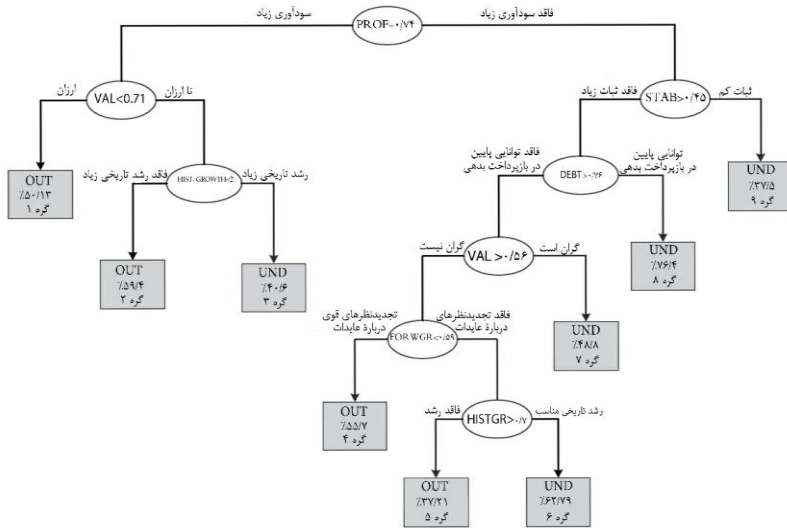 سودآوری زیاد
PROF=۰/۷۴
فاقد سودآوری زیاد
ارزان
VAL<0.71
نا ارزان
فاقد ثبات زیاد
STAB>۰/۴۵
ثبات کم
OUT
٪۵۰/۱۳
گره ۱
فاقد رشد تاریخی زیاد
HIST. GROWTH<2
رشد تاریخی زیاد
فاقد توانایی پایین
در بازپرداخت بدهی
DEBT>۰/۷۶
توانایی پایین
در بازپرداخت بدهی
UND
٪۳۷/۵
گره ۹
OUT
٪۵۹/۴
گره ۲
UND
٪۴۰/۶
گره ۳
گران نیست
VAL >۰/۵۶
گران است
UND
٪۷۶/۴
گره ۸
تجدیدنظرهای قوی
دربارهٔ عایدات
FORWGR<۰/۵۹
فاقد تجدیدنظرهای
دربارهٔ عایدات
UND
٪۴۸/۸
گره ۷
OUT
٪۵۵/۷
گره ۴
فاقد رشد
HISTGR>۰/۷
رشد تاریخی مناسب
OUT
٪۳۷/۲۱
گره ۵
UND
٪۶۲/۷۹
گره ۶